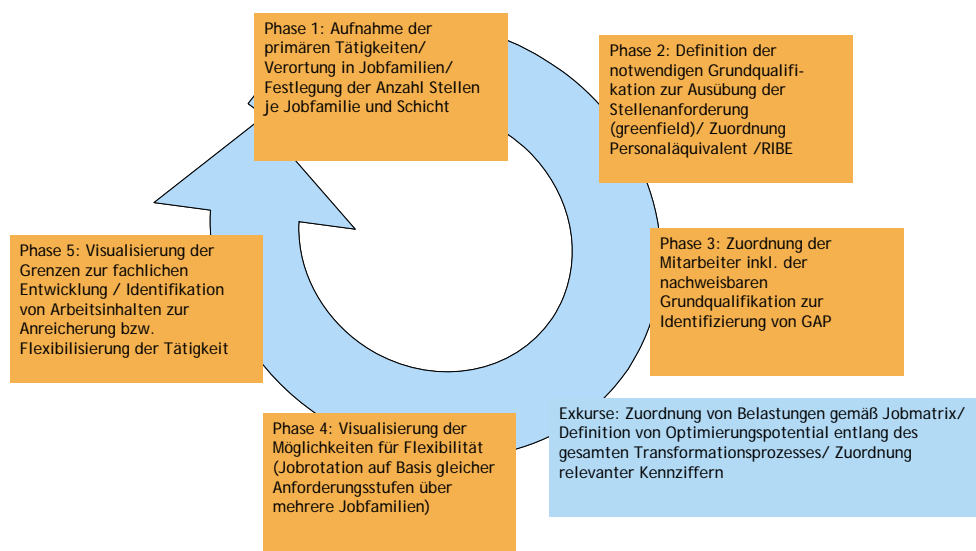 Phase 1: Aufnahme der
primären Tätigkeiten/
Verortung in Jobfamilien/
Festlegung der Anzahl Stellen
je Jobfamilie und Schicht
Phase 2: Definition der
notwendigen Grundqualifi-
kation zur Ausübung der
Stellenanforderung
(greenfield)/ Zuordnung
Personaläquivalent /RIBE
Phase 3: Zuordnung der
Mitarbeiter inkl. der
nachweisbaren
Grundqualifikation zur
Identifizierung von GAP
Exkurse: Zuordnung von Belastungen gemäß Jobmatrix/
Definition von Optimierungspotential entlang des
gesamten Transformationsprozesses/ Zuordnung
relevanter Kennziffern
Phase 4: Visualisierung der
Möglichkeiten für Flexibilität
(Jobrotation auf Basis gleicher
Anforderungsstufen über
mehrere Jobfamilien)
Phase 5: Visualisierung der
Grenzen zur fachlichen
Entwicklung / Identifikation
von Arbeitsinhalten zur
Anreicherung bzw.
Flexibilisierung der Tätigkeit